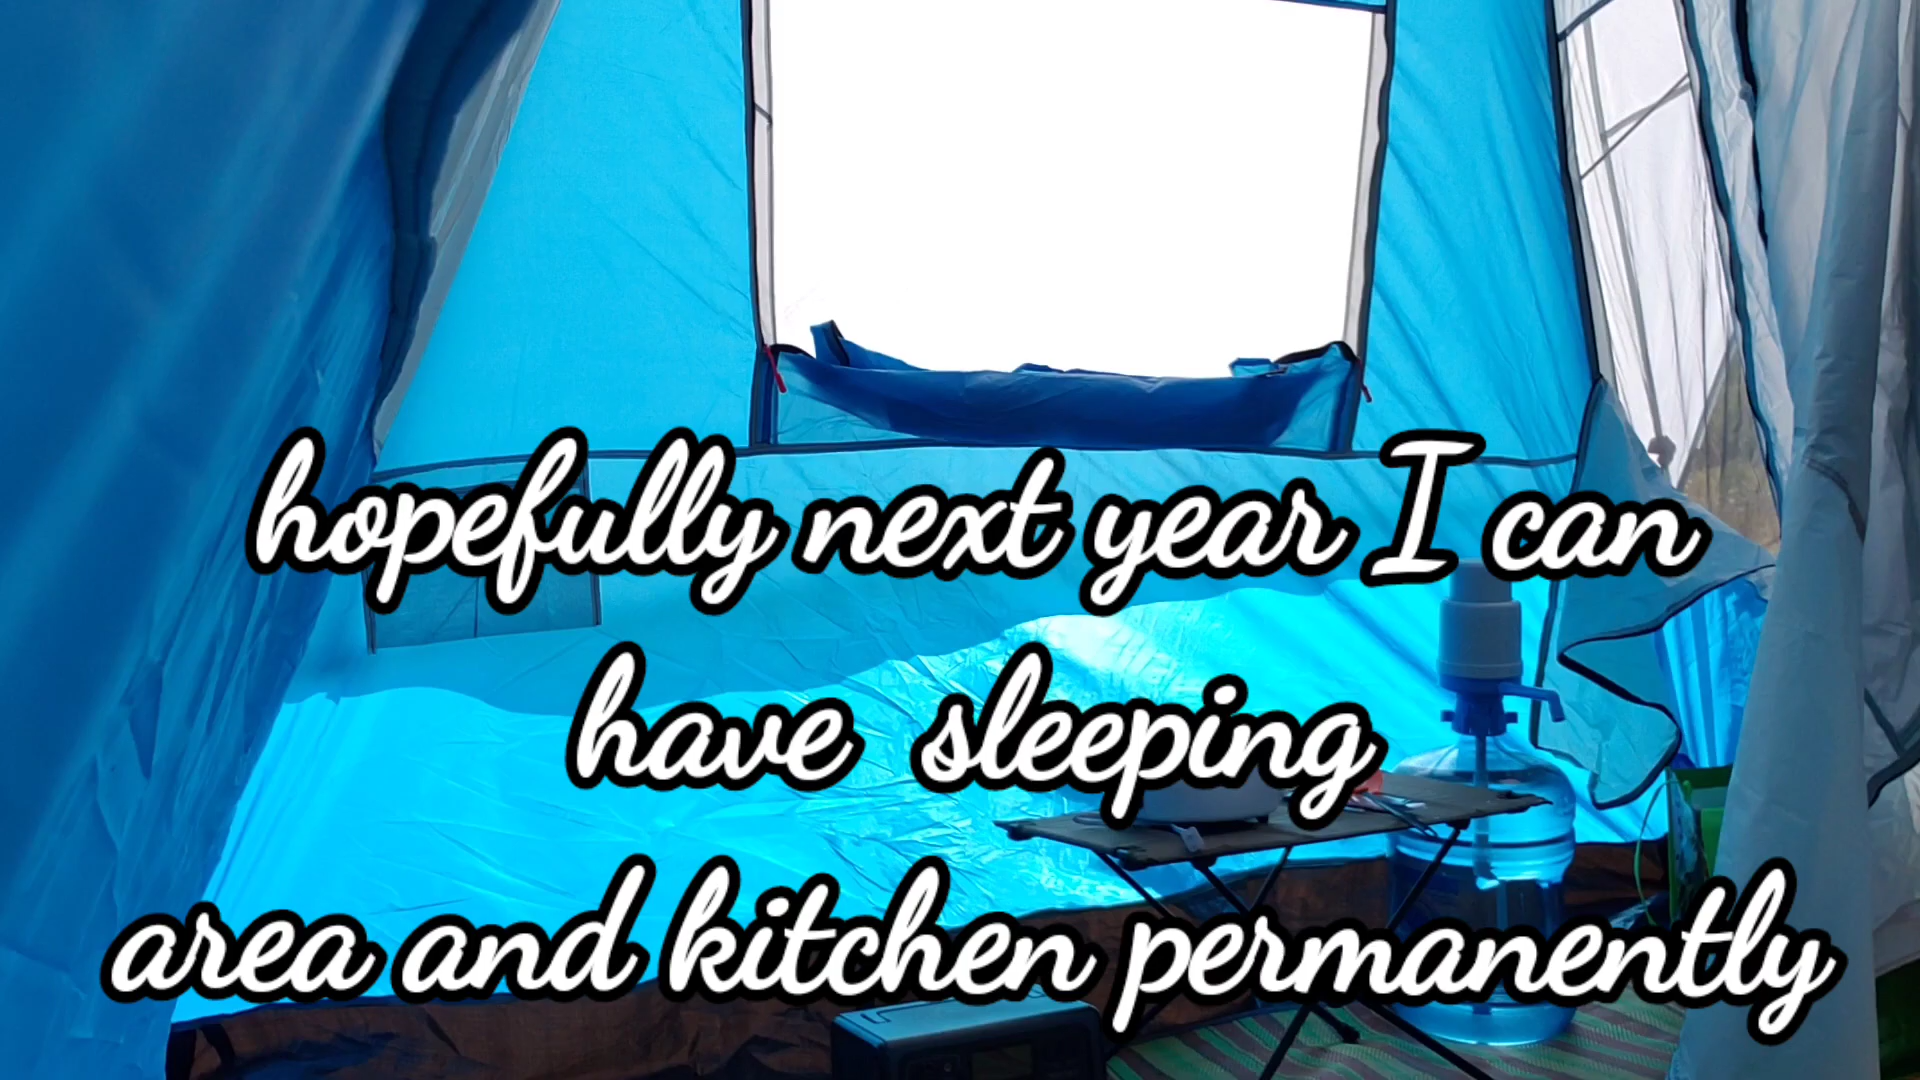 hopefully next year I can
have sleeping
area and kitchen permanently